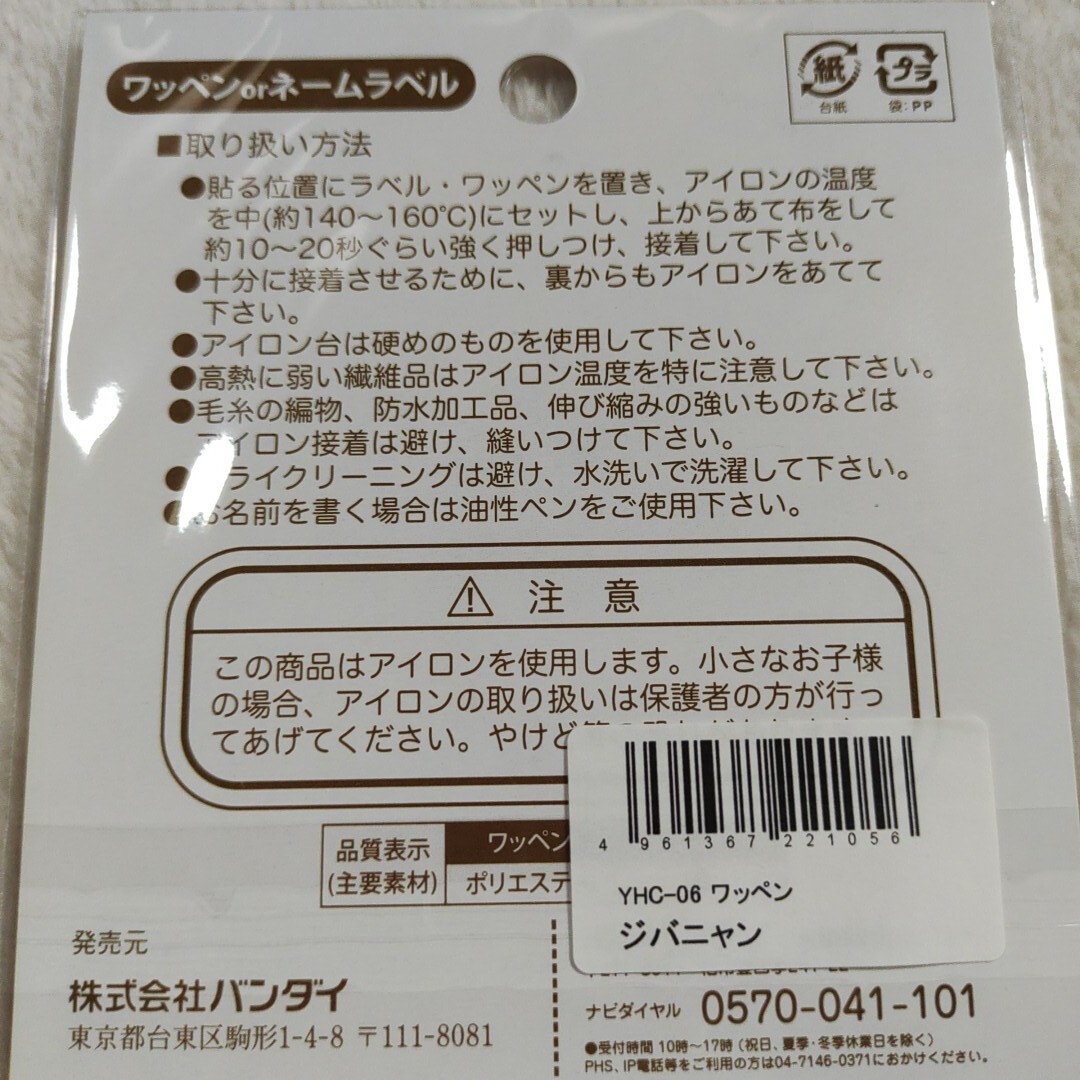 ワッペンorネームラベル
紙
プラ
台紙
袋:PP
■取り扱い方法
●貼る位置にラベル・ワッペンを置き、アイロンの温度
を中(約140〜160℃)にセットし、上からあて布をして
約10〜20秒ぐらい強く押しつけ、接着して下さい。
●十分に接着させるために、裏からもアイロンをあてて
下さい。
●アイロン台は硬めのものを使用して下さい。
●高熱に弱い繊維品はアイロン温度を特に注意して下さい。
●毛糸の編物、防水加工品、伸び縮みの強いものなどは
アイロン接着は避け、縫いつけて下さい。
●ドライクリーニングは避け、水洗いで洗濯して下さい。
●お名前を書く場合は油性ペンをご使用下さい。
⚠ 注 意
この商品はアイロンを使用します。小さなお子様
の場合、アイロンの取り扱いは保護者の方が行っ
てあげてください。やけど
品質表示
(主要素材)
ワッペン
ポリエステ
4 961367 221056
YHC-06 ワッペン
ジバニャン
発売元
株式会社バンダイ
東京都台東区駒形1-4-8 〒111-8081
ナビダイヤル 0570-041-101
●受付時間 10時〜17時 (祝日、夏季・冬季休業日を除く)
PHS、IP電話等をご利用の方は04-7146-0371におかけください。